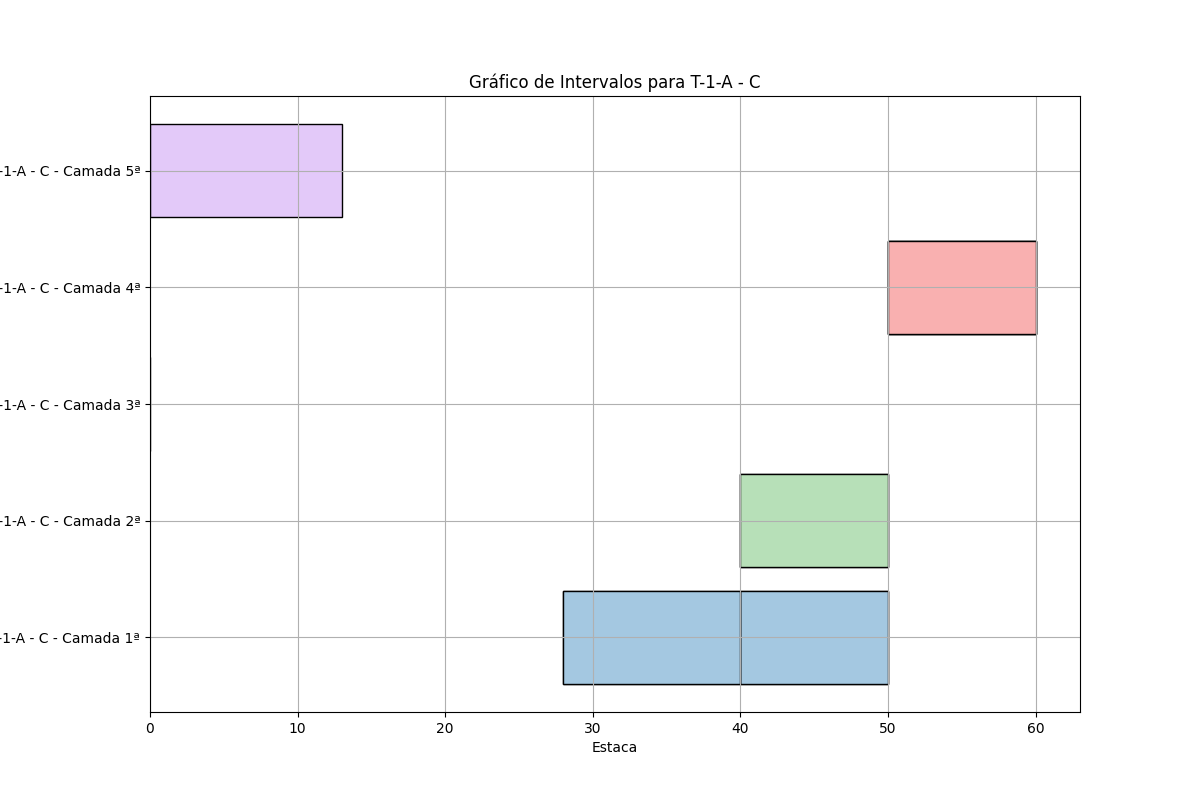 Gráfico de Intervalos para T-1-A - C
-1-A - C - Camada 5ª
-1-A - C - Camada 4ª
-1-A - C - Camada 3ª
-1-A - C - Camada 2ª
-1-A - C - Camada 1ª
0 10 20 30 40 50 60
Estaca